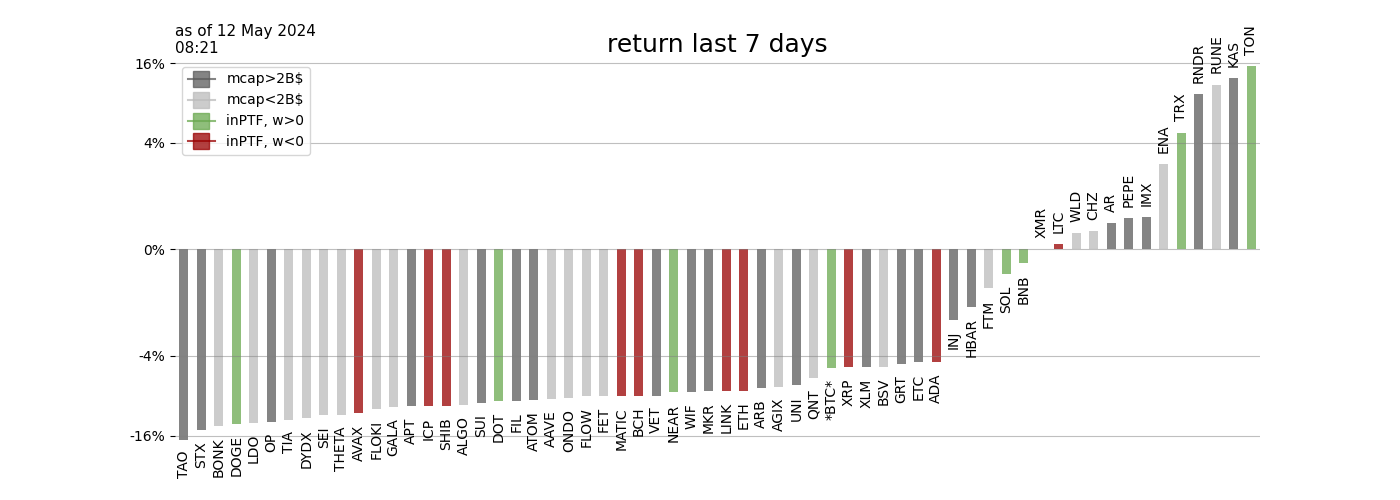 as of 12 May 2024
08:21
return last 7 days
16%
4%
0%
-4%
-16%
mcap>2B$
mcap<2B$
inPTF, w>0
inPTF, w<0
TAO
STX
BONK
DOGE
LDO
OP
TIA
DYDX
SEI
THETA
AVAX
FLOKI
GALA
APT
ICP
SHIB
ALGO
SUI
DOT
FIL
ATOM
AAVE
ONDO
FLOW
FET
MATIC
BCH
VET
NEAR
WIF
MKR
LINK
ETH
ARB
AGIX
UNI
QNT
*BTC*
XRP
XLM
BSV
GRT
ETC
ADA
INJ
HBAR
FTM
SOL
BNB
XMR
LTC
WLD
CHZ
AR
PEPE
IMX
ENA
TRX
RNDR
RUNE
KAS
TON